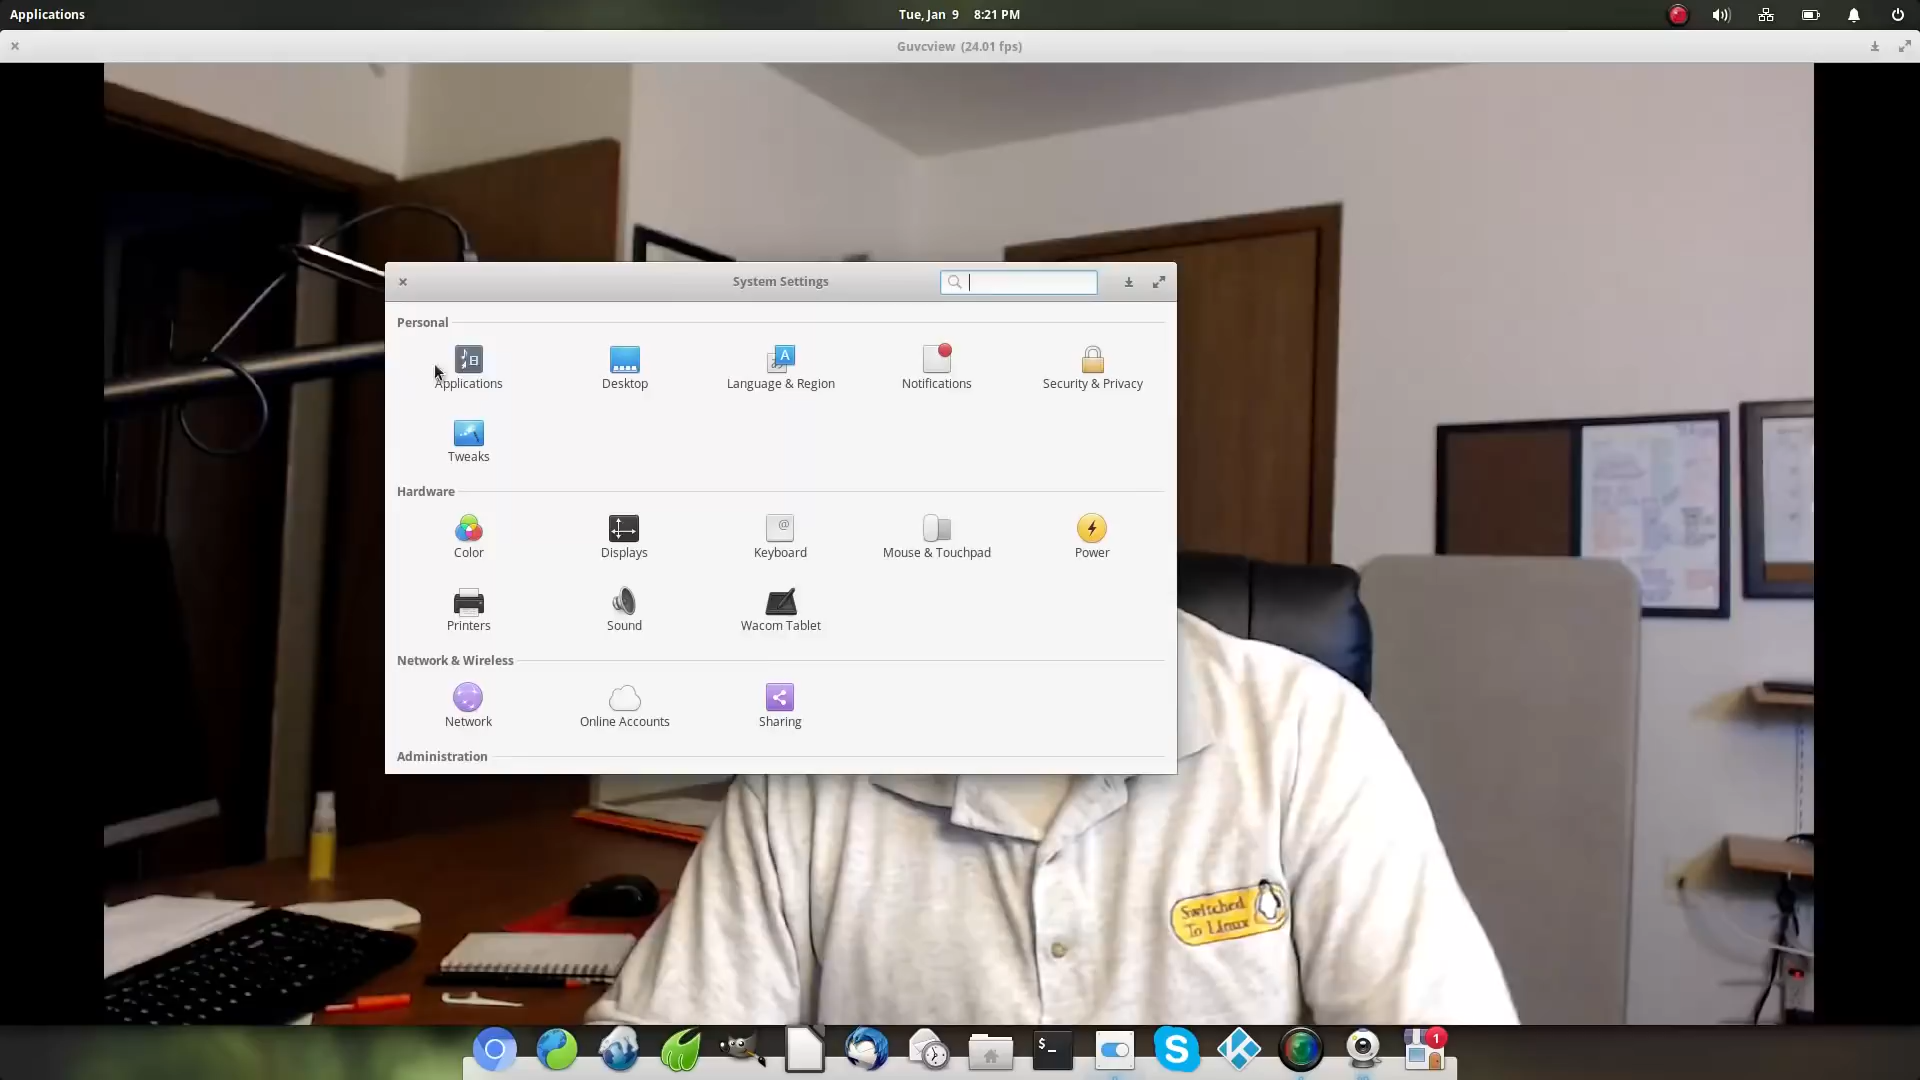 Applications
Tue, Jan 9 8:21 PM
Guvcview (24.01 fps)
System Settings
Personal
Applications
Desktop
Language & Region
Notifications
Security & Privacy
Tweaks
Hardware
Color
Displays
Keyboard
Mouse & Touchpad
Power
Printers
Sound
Wacom Tablet
Network & Wireless
Network
Online Accounts
Sharing
Administration
Switched
To Linux
1